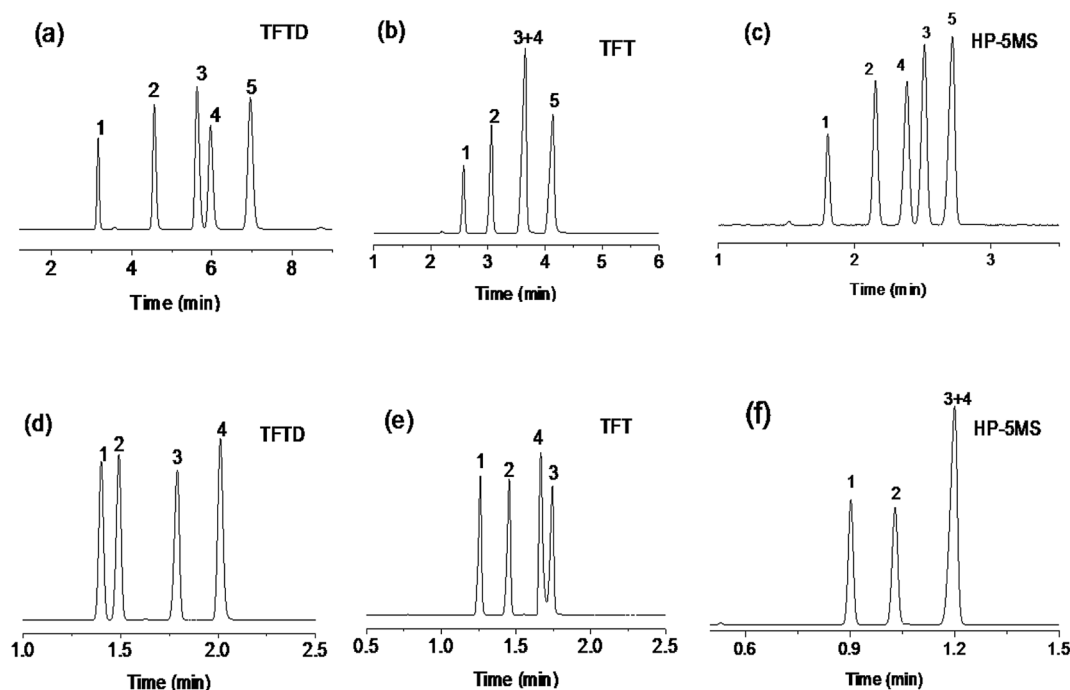 (a) TFTD
1 2 3 4 5
2 4 6 8
Time (min)
(b) TFT
1 2 3+4 5
1 2 3 4 5 6
Time (min)
(c) HP-5MS
1 2 4 3 5
1 2 3
Time (min)
(d) TFTD
1 2 3 4
1.0 1.5 2.0 2.5
Time (min)
(e) TFT
1 2 4 3
0.5 1.0 1.5 2.0 2.5
Time (min)
(f) HP-5MS
1 2 3+4
0.6 0.9 1.2 1.5
Time (min)